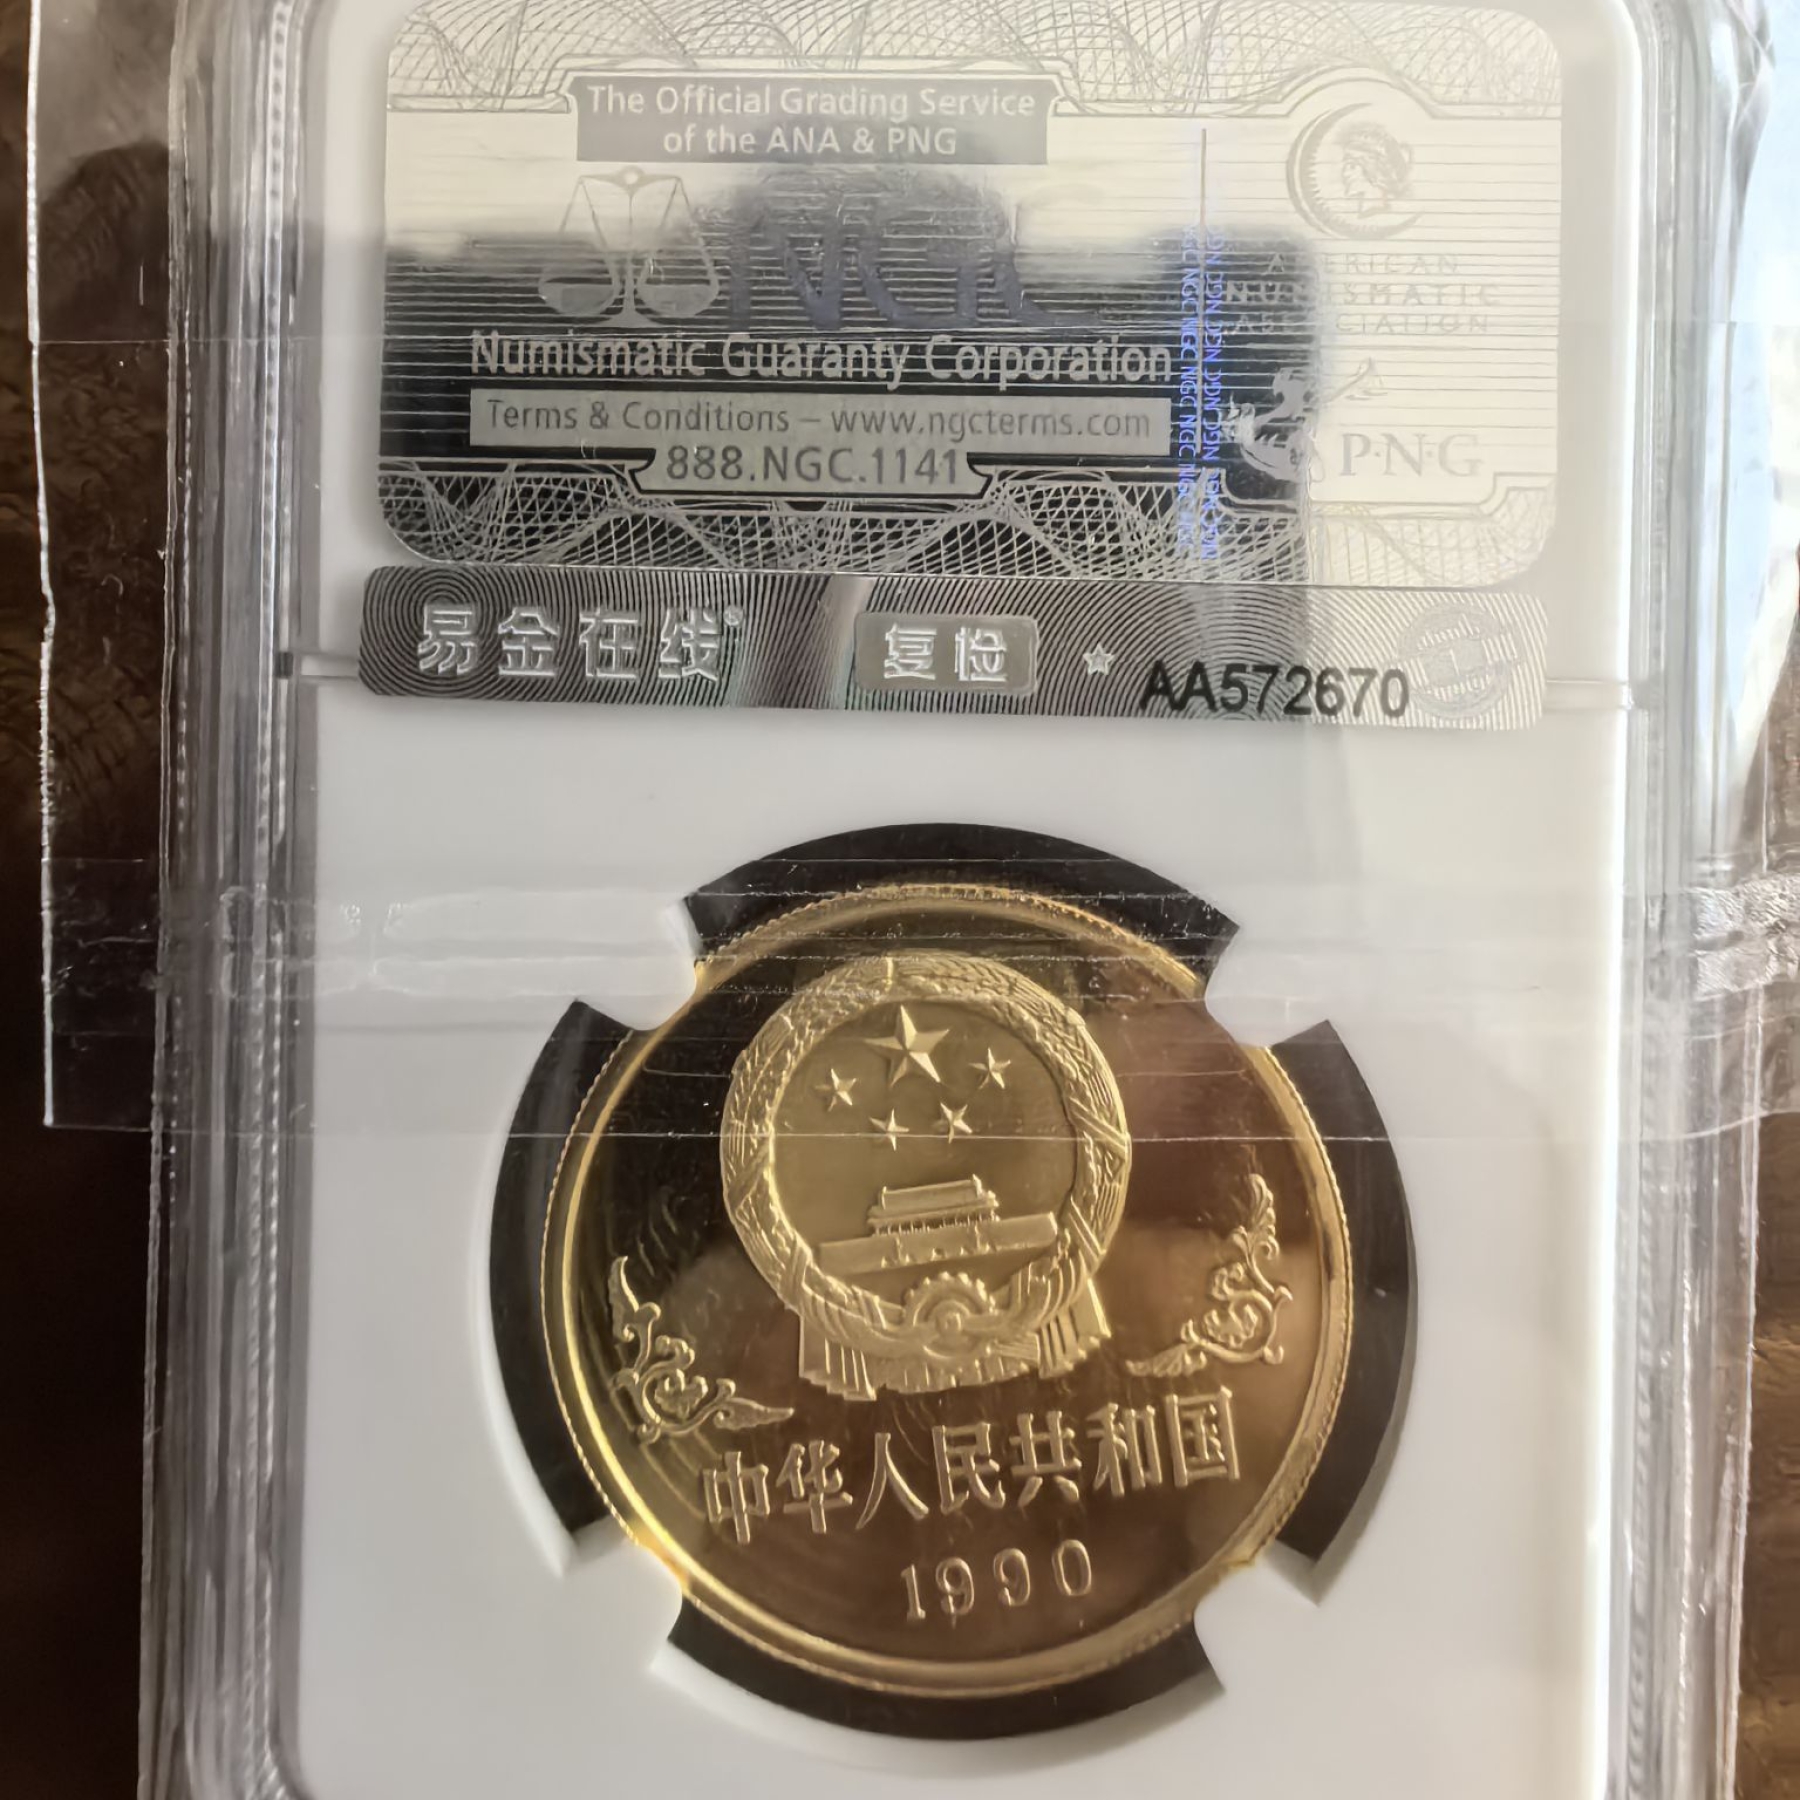 The Official Grading Service
of the ANA & PNG
NGC
AMERICAN
NUMISMATIC
ASSOCIATION
Numismatic Guaranty Corporation
Terms & Conditions – www.ngcterms.com
P·N·G
888.NGC.1141
易金在线® 复检 AA572670
中华人民共和国
1990